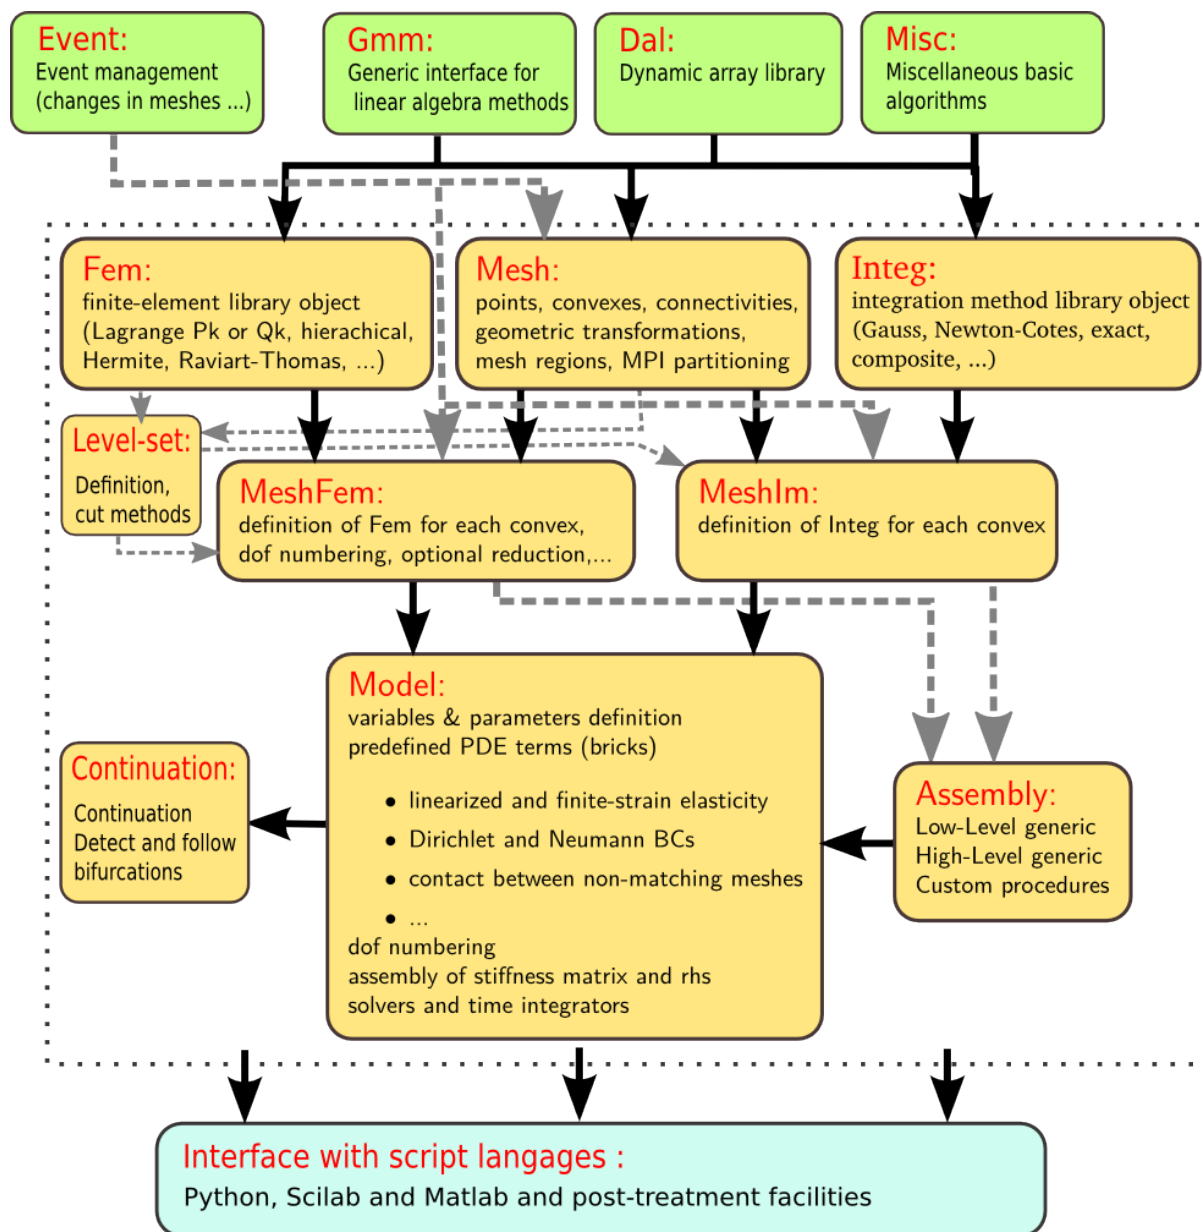 Event:
Event management
(changes in meshes ...)
Gmm:
Generic interface for
linear algebra methods
Dal:
Dynamic array library
Misc:
Miscellaneous basic
algorithms
Fem:
finite-element library object
(Lagrange Pk or Qk, hierachical,
Hermite, Raviart-Thomas, ...)
Mesh:
points, convexes, connectivities,
geometric transformations,
mesh regions, MPI partitioning
Integ:
integration method library object
(Gauss, Newton-Cotes, exact,
composite, ...)
Level-set:
Definition,
cut methods
MeshFem:
definition of Fem for each convex,
dof numbering, optional reduction,...
MeshIm:
definition of Integ for each convex
Model:
variables & parameters definition
predefined PDE terms (bricks)
• linearized and finite-strain elasticity
• Dirichlet and Neumann BCs
• contact between non-matching meshes
• ...
dof numbering
assembly of stiffness matrix and rhs
solvers and time integrators
Continuation:
Continuation
Detect and follow
bifurcations
Assembly:
Low-Level generic
High-Level generic
Custom procedures
Interface with script langages :
Python, Scilab and Matlab and post-treatment facilities